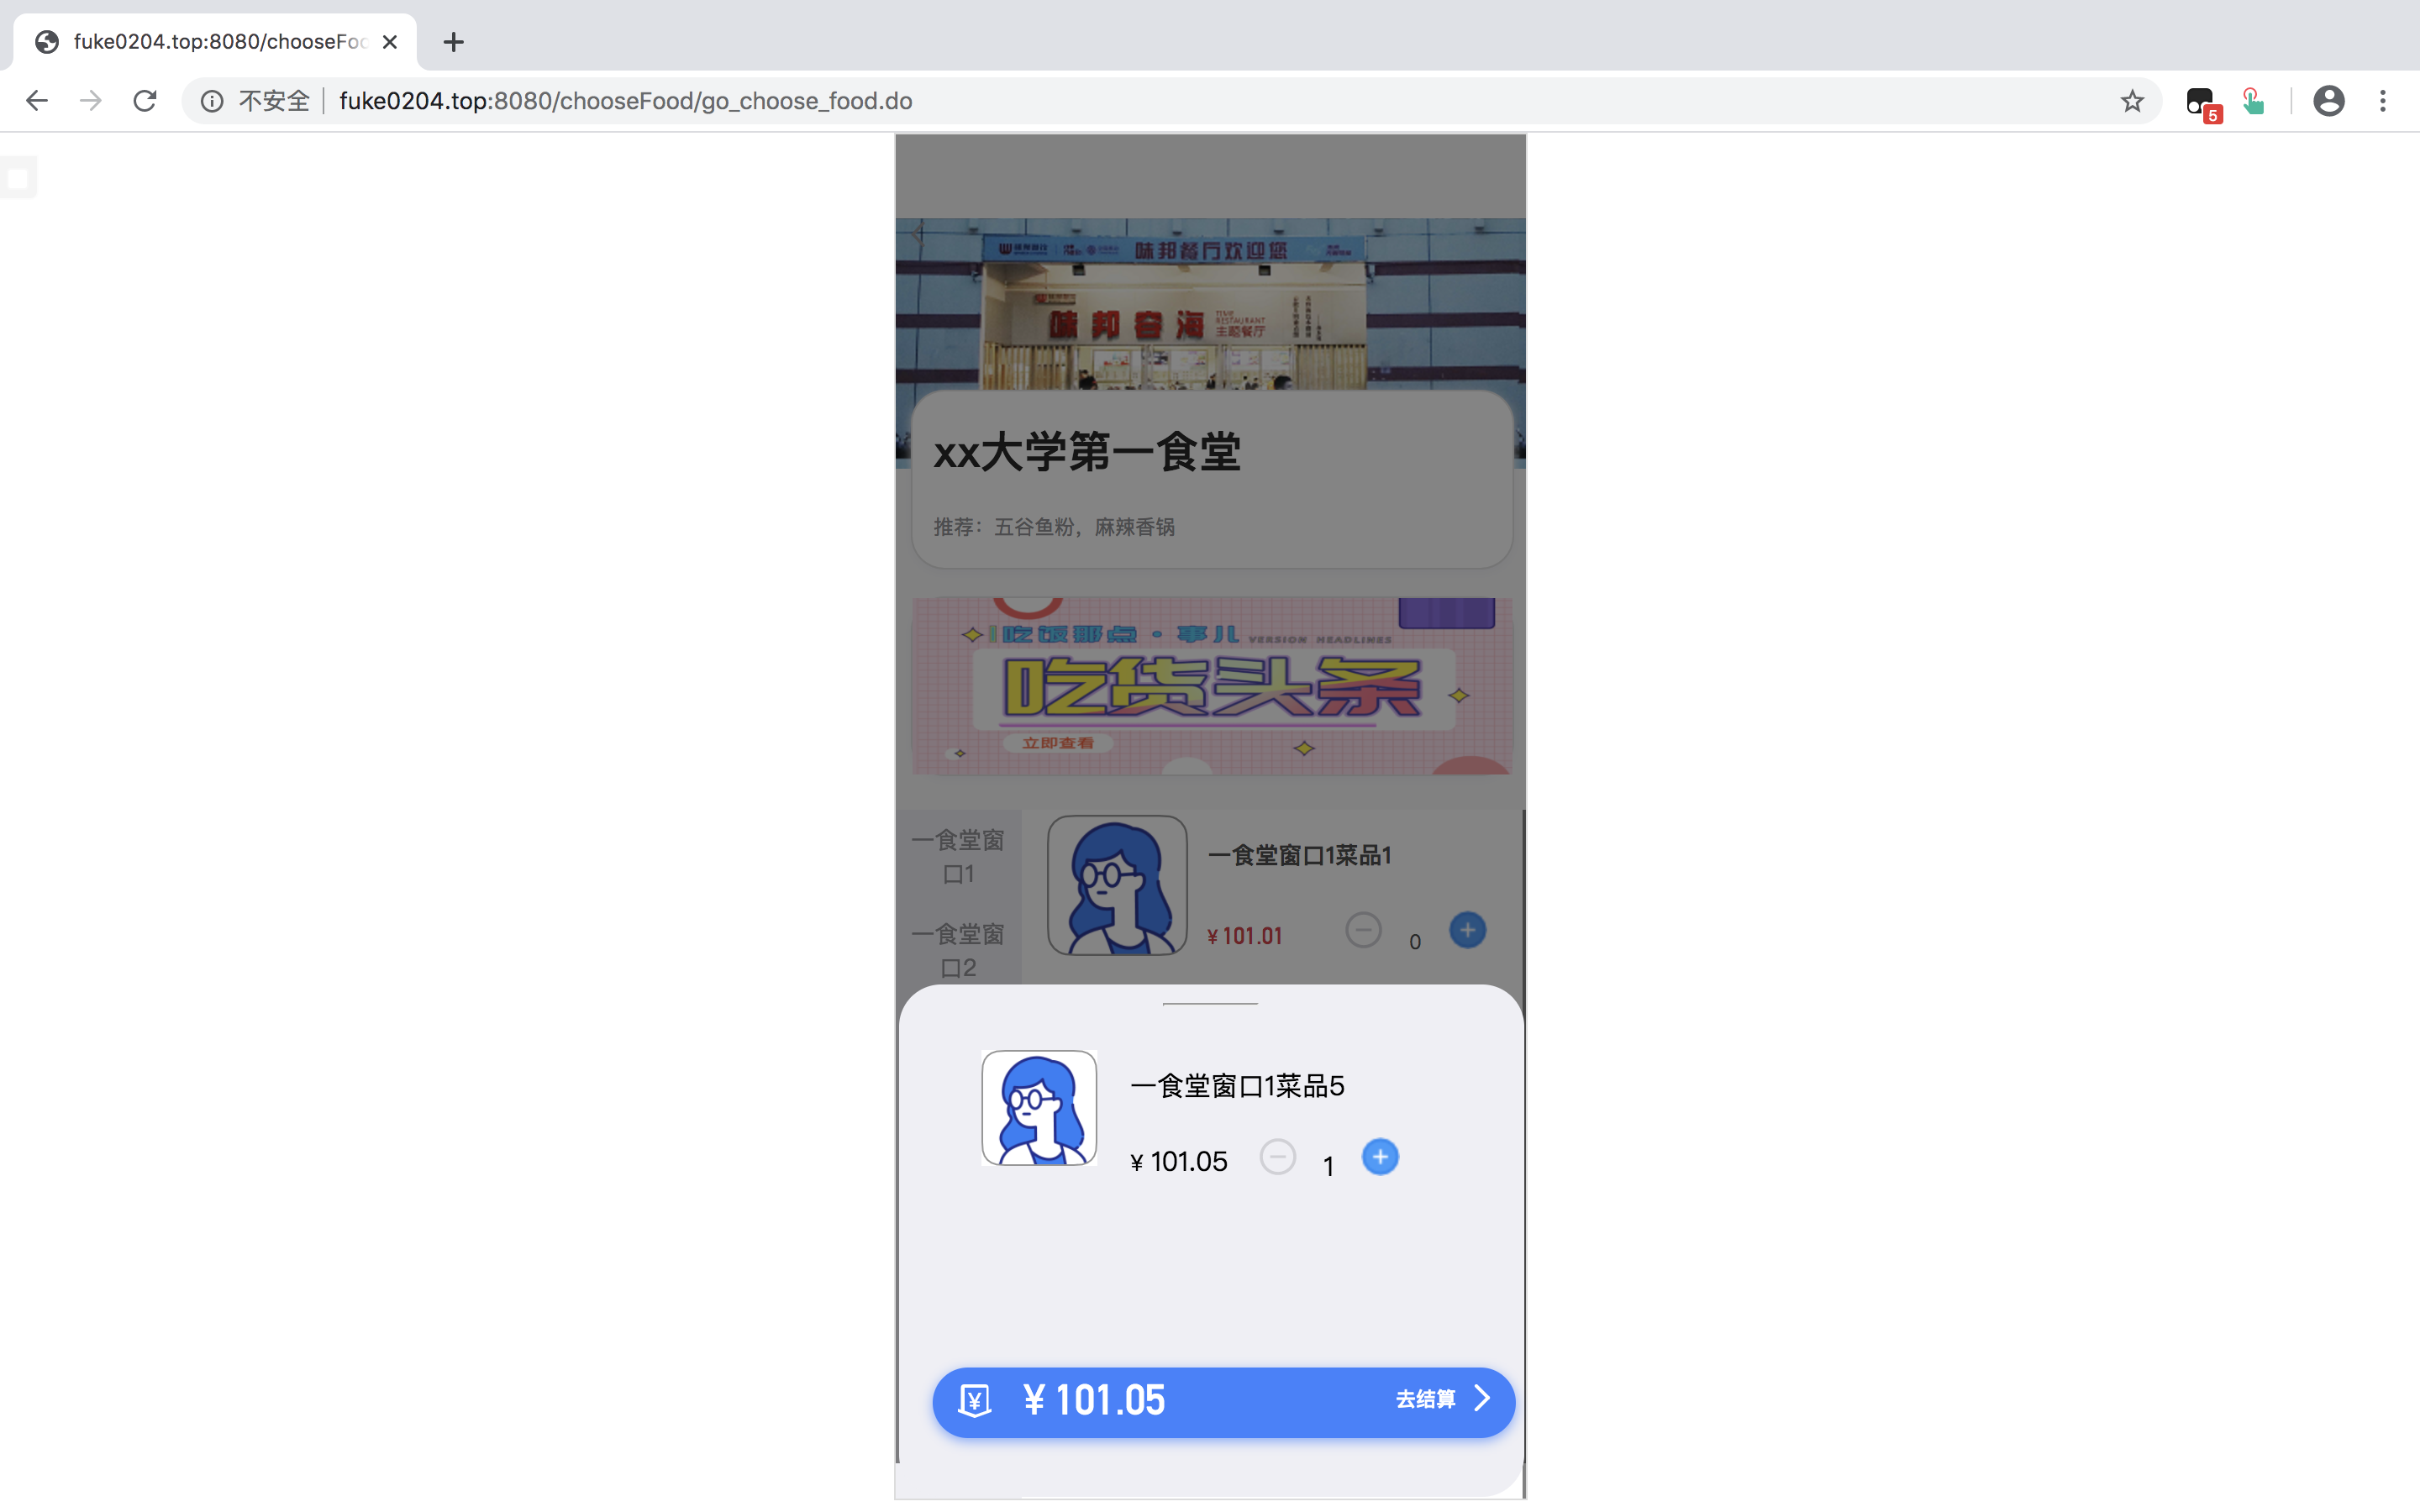 fuke0204.top:8080/chooseFoo
不安全
fuke0204.top:8080/chooseFood/go_choose_food.do
5
味邦餐厅欢迎您
味邦容海
TIME
RESTAURANT
主题餐厅
xx大学第一食堂
推荐：五谷鱼粉，麻辣香锅
吃饭那点·事儿 VERSION HEADLINES
吃货头条
立即查看
一食堂窗
口1
一食堂窗口1菜品1
¥ 101.01
0
一食堂窗
口2
一食堂窗口1菜品5
¥ 101.05
1
¥ 101.05
去结算